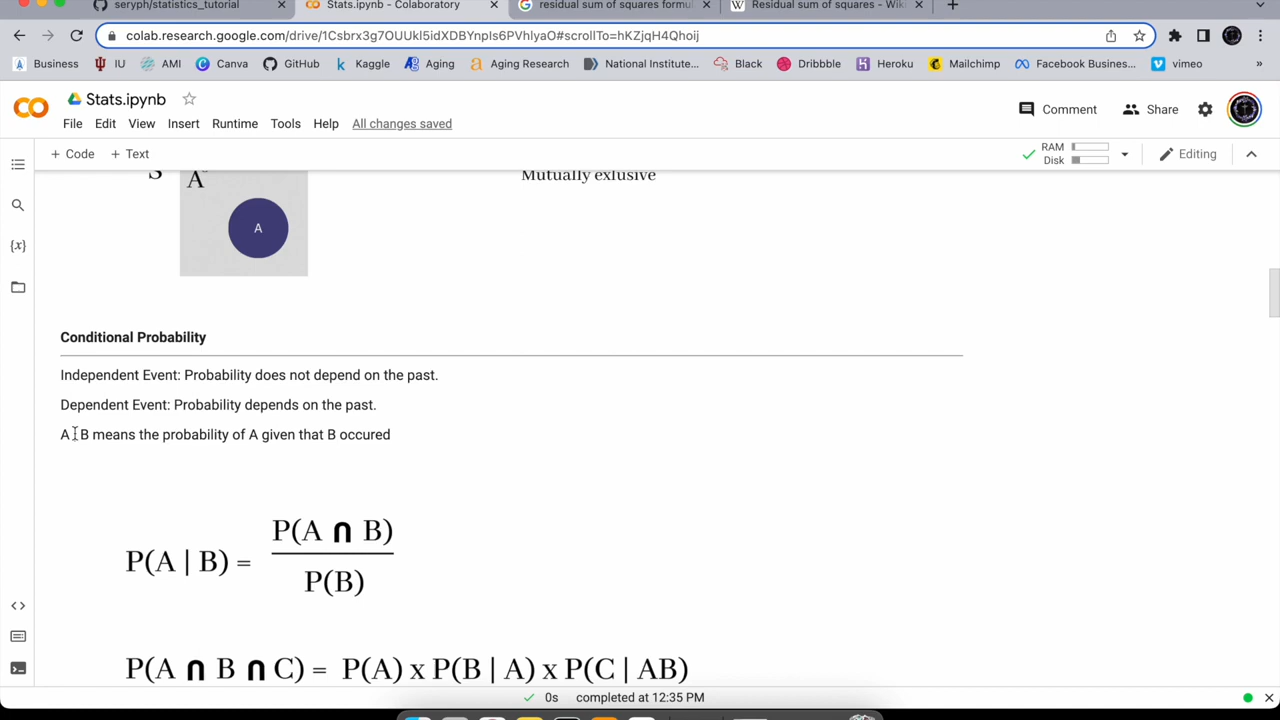 seryph/statistics_tutorial
Stats.ipynb - Colaboratory
residual sum of squares formul
Residual sum of squares - Wiki
colab.research.google.com/drive/1Csbrx3g7OUUkI5idXDBYnpIs6PVhlyaO#scrollTo=hKZjqH4Qhoij
Business IU AMI Canva GitHub Kaggle Aging Aging Research National Institute... Black Dribbble Heroku Mailchimp Facebook Busines... vimeo »
Stats.ipynb
Comment Share
File Edit View Insert Runtime Tools Help All changes saved
+ Code + Text
RAM
Disk
Editing
S
A
Mutually exlusive
A
{x}
Conditional Probability
Independent Event: Probability does not depend on the past.
Dependent Event: Probability depends on the past.
A B means the probability of A given that B occured
P(A | B) = P(A ∩ B)
P(B)
P(A ∩ B ∩ C) = P(A) x P(B | A) x P(C | AB)
0s completed at 12:35 PM